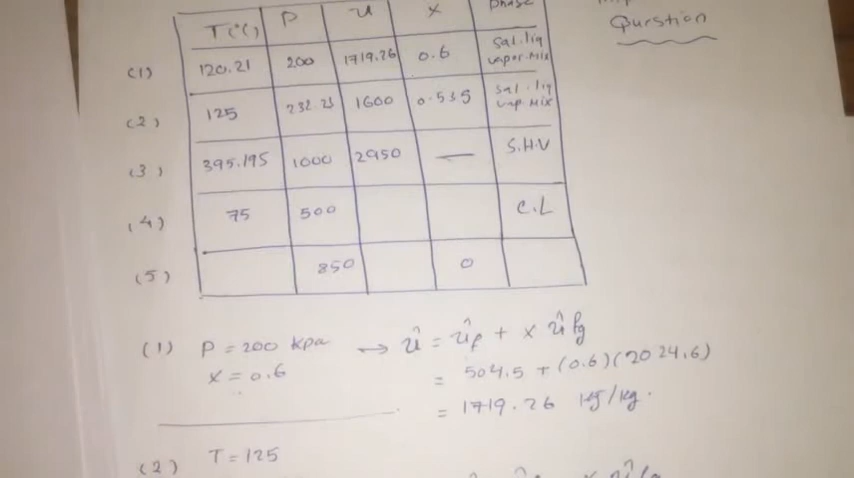 Qurstion
T(°C) P u x phase
(1) 120.21 200 1719.26 0.6 sat.liq vapor.mix
(2) 125 232.23 1600 0.535 sat.liq vap.mix
(3) 395.195 1000 2950 — S.H.V
(4) 75 500 C.L
(5) 850 0
(1) P = 200 kpa → û = ûf + x ûfg
x = 0.6 = 504.5 + (0.6)(2024.6)
= 1719.26 kj/kg.
(2) T = 125